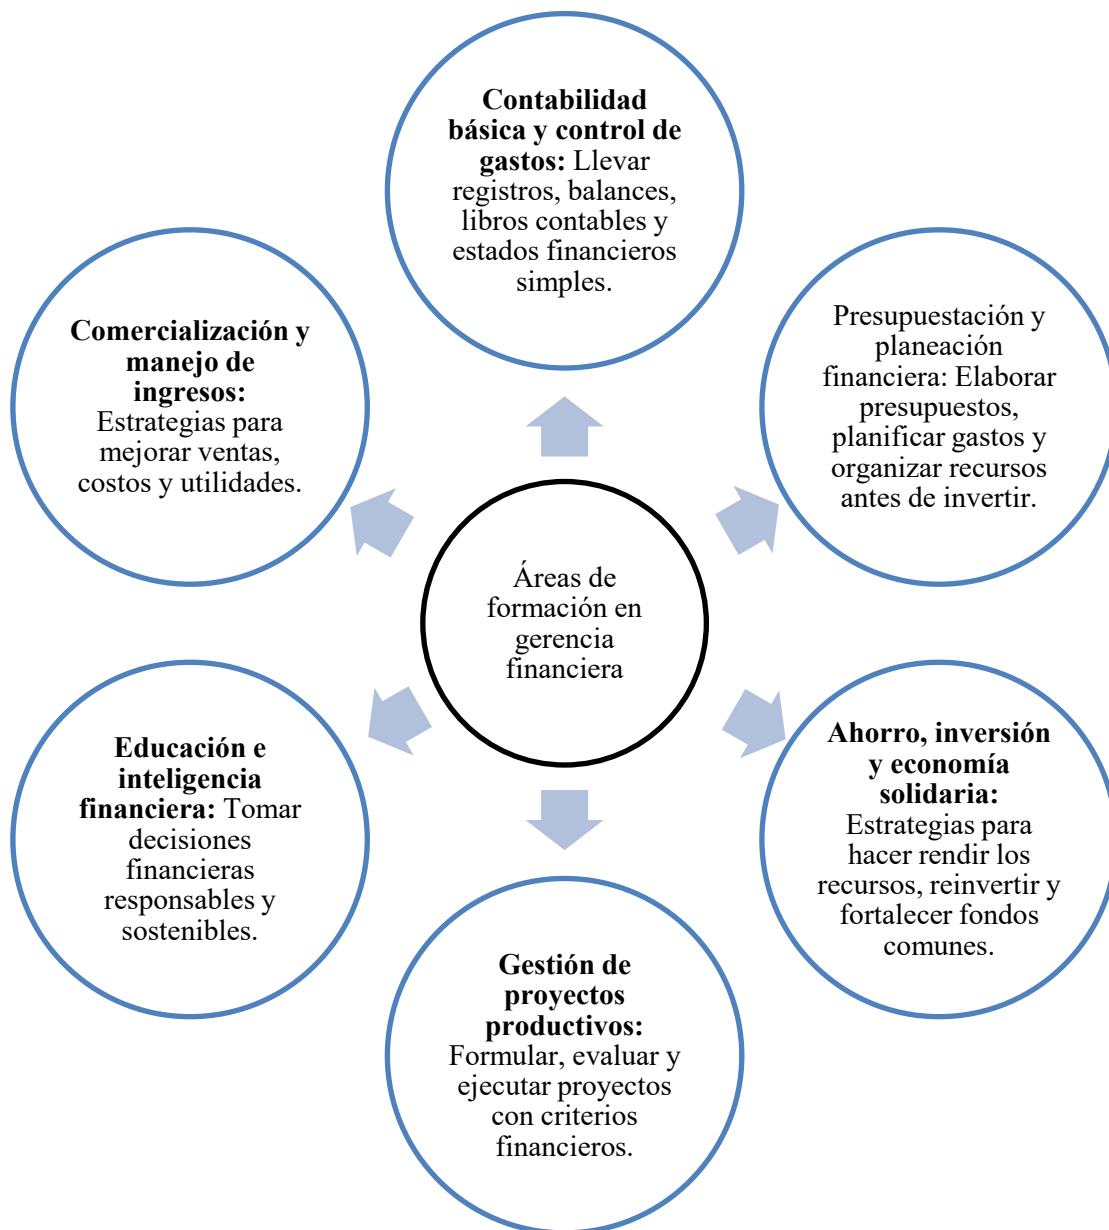 Contabilidad
básica y control de
gastos: Llevar
registros, balances,
libros contables y
estados financieros
simples.
Presupuestación y
planeación
financiera: Elaborar
presupuestos,
planificar gastos y
organizar recursos
antes de invertir.
Ahorro, inversión
y economía
solidaria:
Estrategias para
hacer rendir los
recursos, reinvertir y
fortalecer fondos
comunes.
Gestión de
proyectos
productivos:
Formular, evaluar y
ejecutar proyectos
con criterios
financieros.
Educación e
inteligencia
financiera: Tomar
decisiones
financieras
responsables y
sostenibles.
Comercialización y
manejo de
ingresos:
Estrategias para
mejorar ventas,
costos y utilidades.
Áreas de
formación en
gerencia
financiera